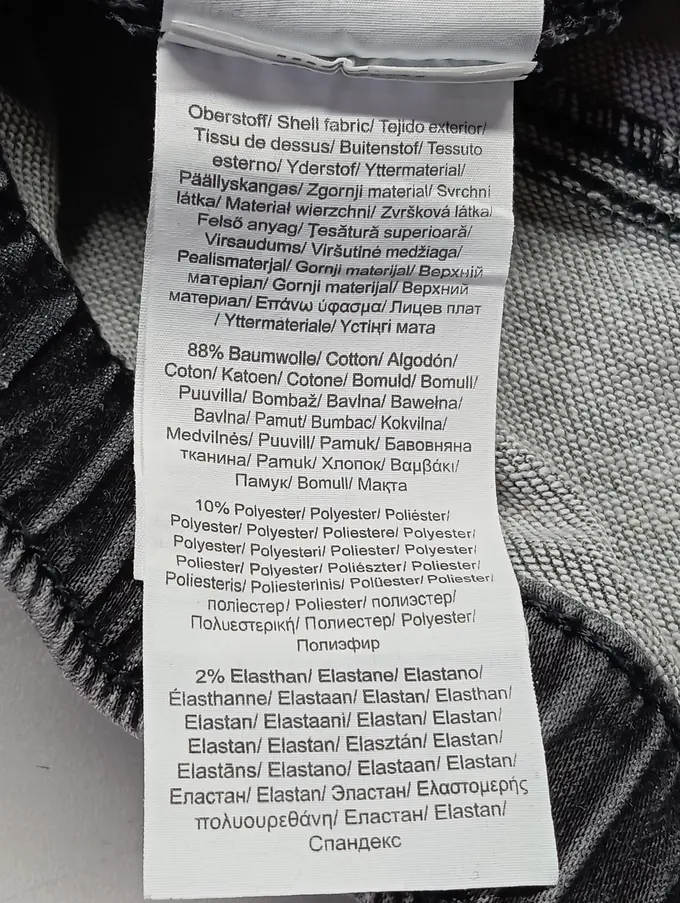 Oberstoff/ Shell fabric/ Tejido exterior/
Tissu de dessus/ Buitenstof/ Tessuto
esterno/ Yderstof/ Yttermaterial/
Päällyskangas/ Zgornji material/ Svrchní
látka/ Materiał wierzchni/ Zvršková látka/
Felső anyag/ Țesătură superioară/
Virsaudums/ Viršutinė medžiaga/
Pealismaterjal/ Gornji materijal/ Верхній
матеріал/ Gornji materijal/ Верхний
материал/ Επάνω ύφασμα/ Лицев плат
/ Yttermateriale/ Үстіңгі мата
88% Baumwolle/ Cotton/ Algodón/
Coton/ Katoen/ Cotone/ Bomuld/ Bomull/
Puuvilla/ Bombaž/ Bavlna/ Bawełna/
Bavlna/ Pamut/ Bumbac/ Kokvilna/
Medvilnės/ Puuvill/ Pamuk/ Бавовняна
тканина/ Pamuk/ Хлопок/ Βαμβάκι/
Памук/ Bomull/ Мақта
10% Polyester/ Polyester/ Poliéster/
Polyester/ Polyester/ Poliestere/ Polyester/
Polyester/ Polyesteri/ Poliester/ Polyester/
Poliester/ Polyester/ Poliészter/ Poliester/
Poliesteris/ Poliesterinis/ Polüester/ Poliester/
поліестер/ Poliester/ полиэстер/
Πολυεστερική/ Полиестер/ Polyester/
Полиэфир
2% Elasthan/ Elastane/ Elastano/
Élasthanne/ Elastaan/ Elastan/ Elasthan/
Elastan/ Elastaani/ Elastan/ Elastan/
Elastan/ Elastan/ Elasztán/ Elastan/
Elastāns/ Elastano/ Elastaan/ Elastan/
Еластан/ Elastan/ Эластан/ Ελαστομερής
πολυουρεθάνη/ Еластан/ Elastan/
Спандекс